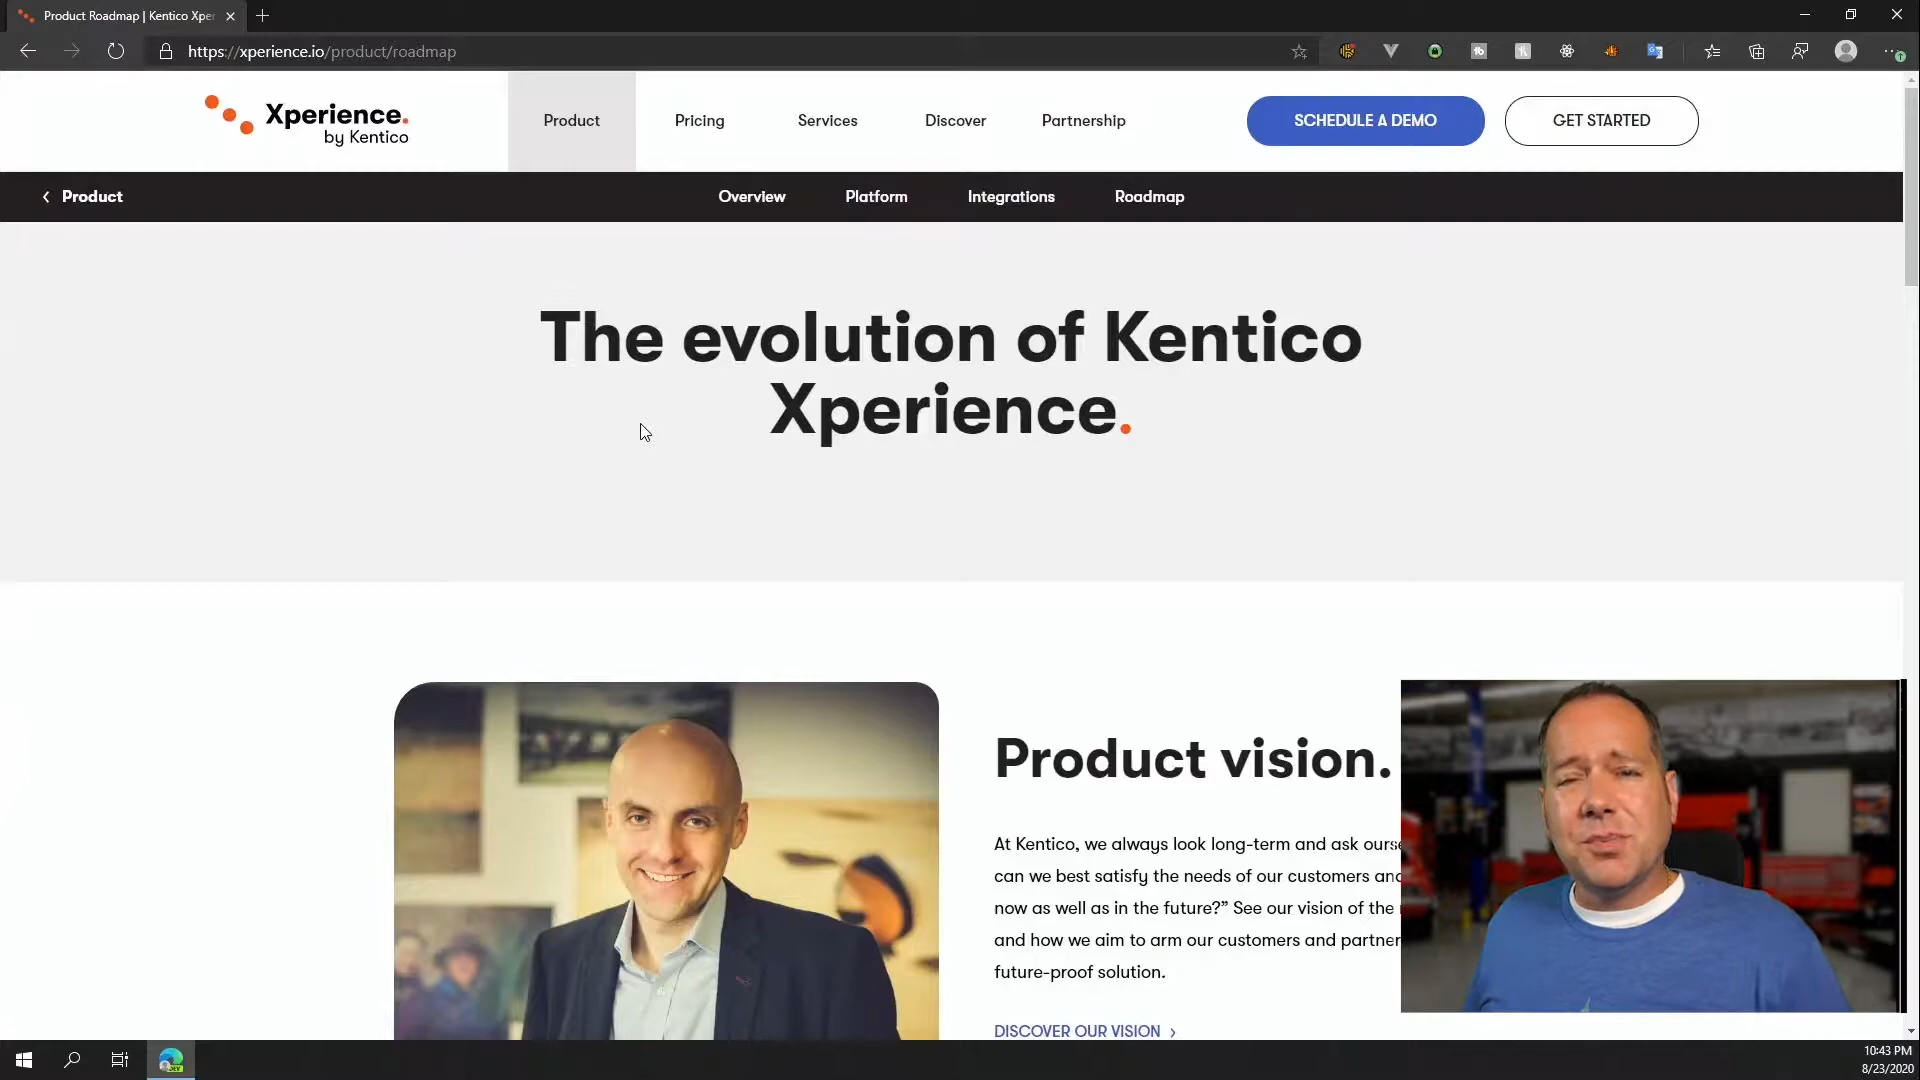 Product Roadmap | Kentico Xper
https://xperience.io/product/roadmap
Xperience.
by Kentico
Product
Pricing
Services
Discover
Partnership
SCHEDULE A DEMO
GET STARTED
Product
Overview
Platform
Integrations
Roadmap
The evolution of Kentico
Xperience.
Product vision.
At Kentico, we always look long-term and ask ourse
can we best satisfy the needs of our customers and
now as well as in the future?” See our vision of the
and how we aim to arm our customers and partner
future-proof solution.
DISCOVER OUR VISION
10:43 PM
8/23/2020